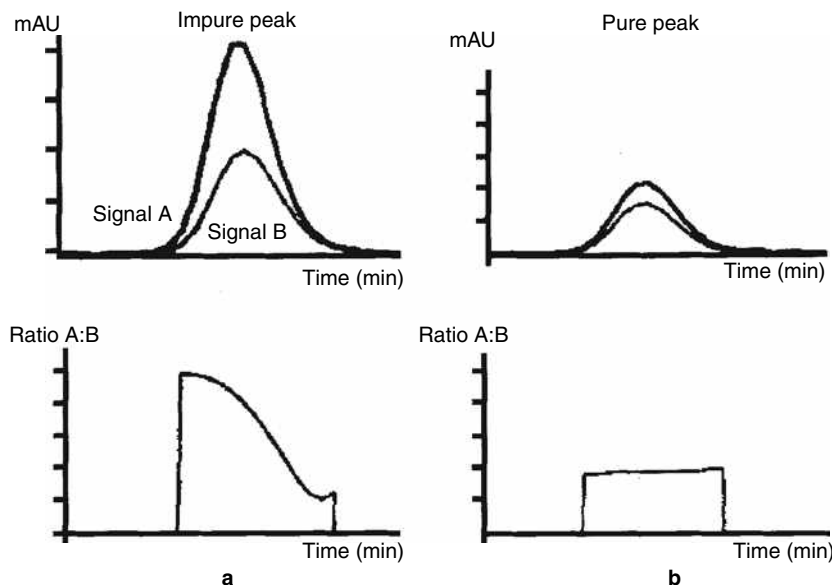 Impure peak
mAU
Signal A
Signal B
Time (min)
Pure peak
mAU
Time (min)
Ratio A:B
Time (min)
a
Ratio A:B
Time (min)
b